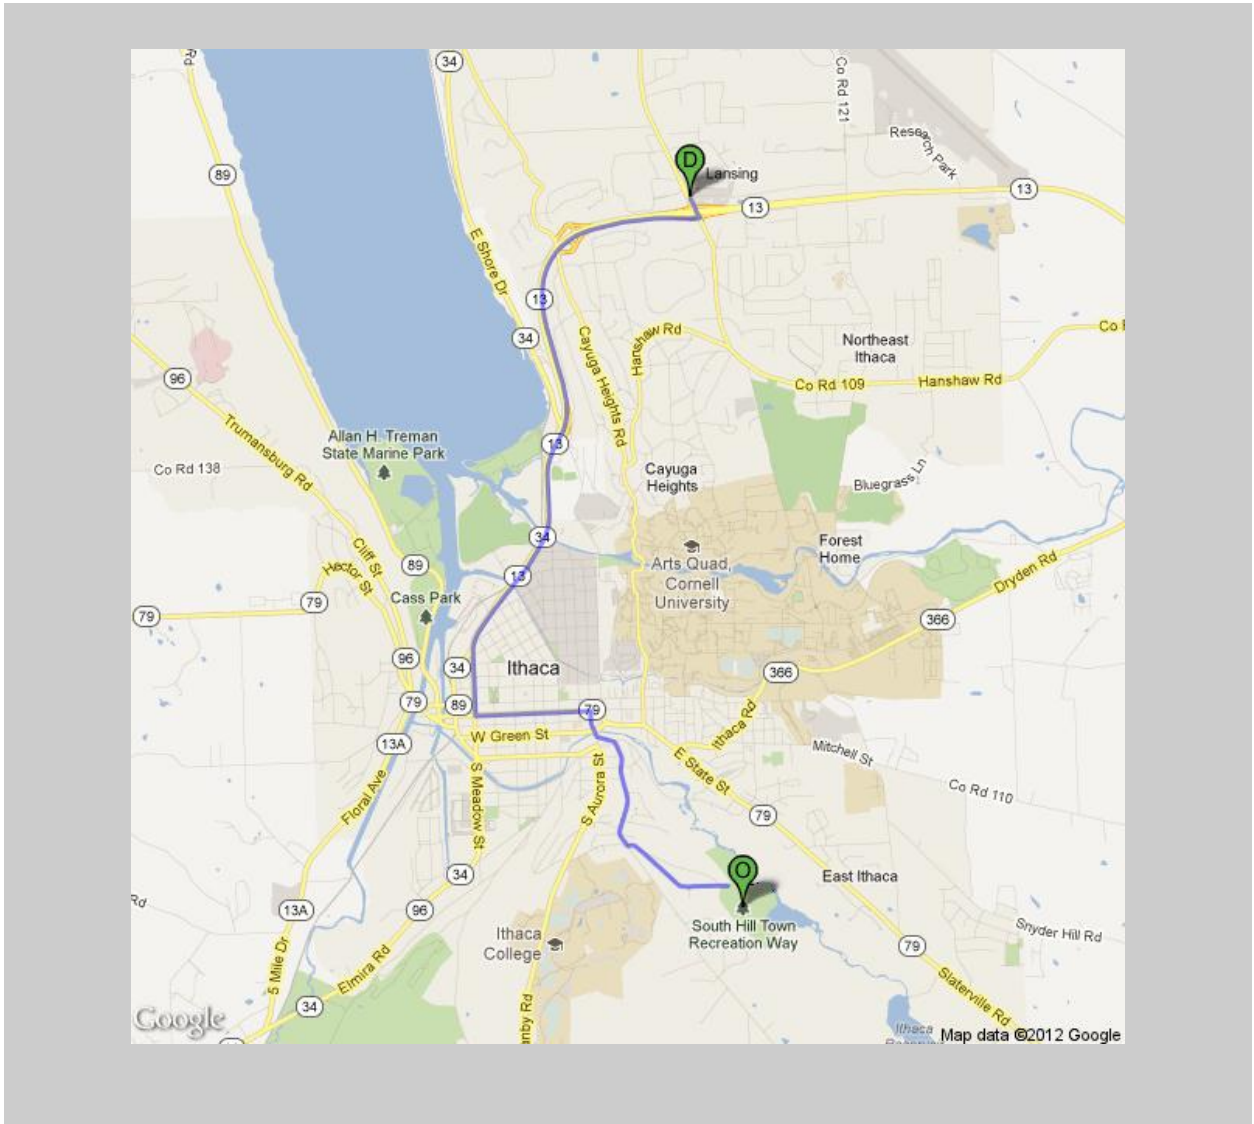 Rd
34
Co Rd 121
Research Park
D
Lansing
89
13
13
E Shore Dr
13
34
Cayuga Heights Rd
Hanshaw Rd
Northeast
Ithaca
96
Co Rd 109
Hanshaw Rd
Trumansburg Rd
Allan H. Treman
State Marine Park
13
Co Rd 138
Cayuga
Heights
Bluegrass Ln
34
Cliff St
Forest
Home
Arts Quad,
Cornell
University
Hector St
89
13
Dryden Rd
Cass Park
79
79
366
96
34
Ithaca
366
79
89
79
Ithaca Rd
W Green St
13A
Mitchell St
E State St
S Meadow St
S Aurora St
Floral Ave
Co Rd 110
79
34
O
East Ithaca
Rd
13A
96
South Hill Town
Recreation Way
Ithaca
College
Snyder Hill Rd
79
5 Mile Dr
Elmira Rd
34
Slaterville Rd
Google
Ithaca
Map data ©2012 Google